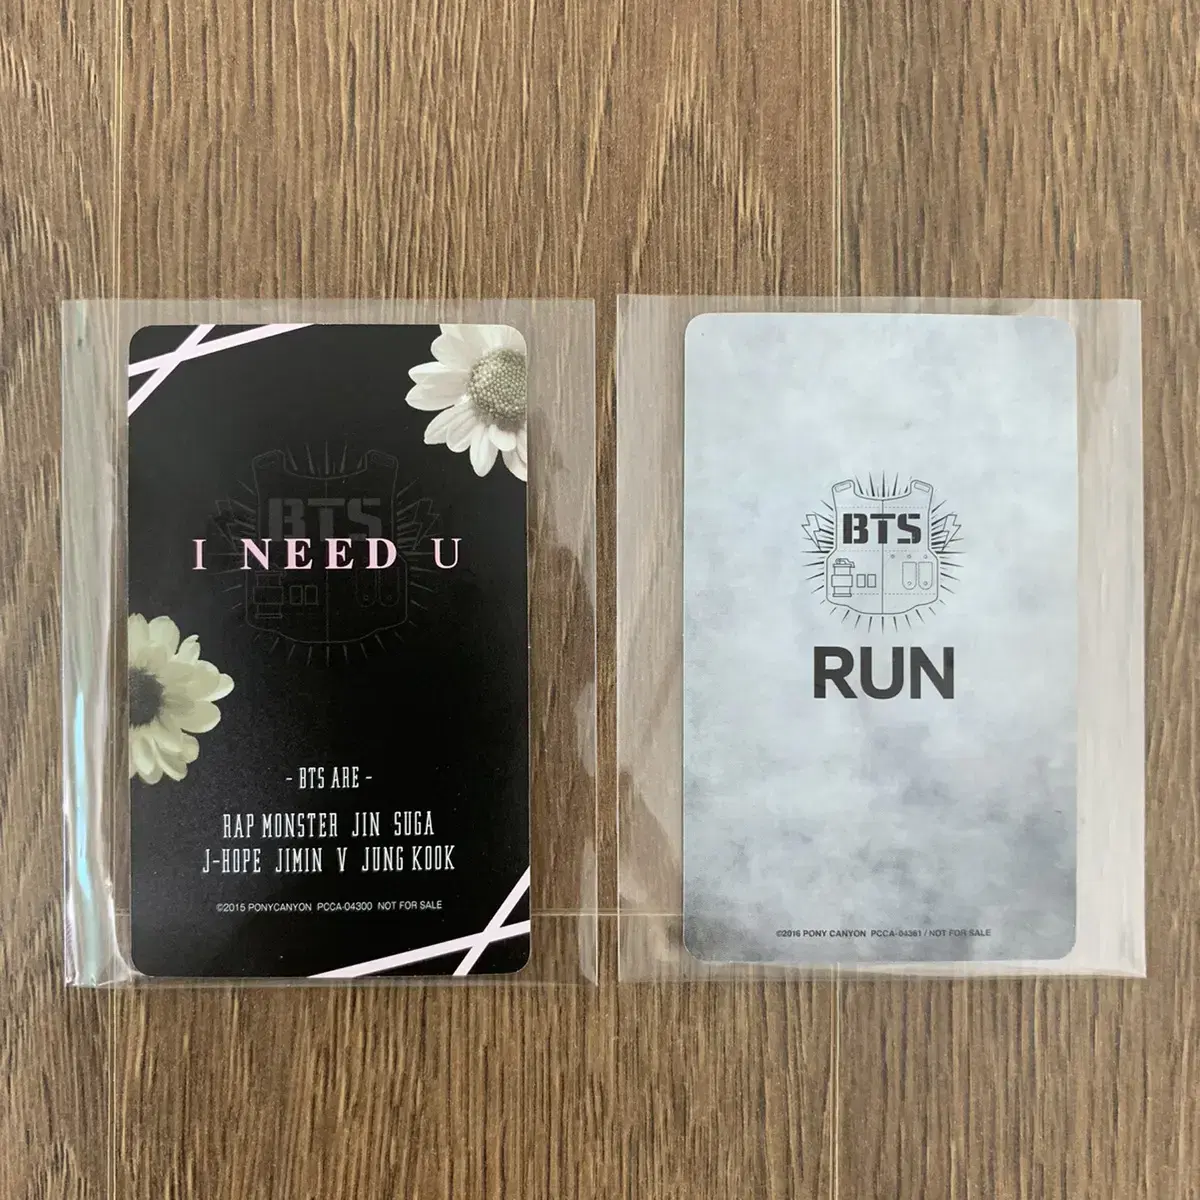 BTS
I NEED U
- BTS ARE -
RAP MONSTER JIN SUGA
J-HOPE JIMIN V JUNG KOOK
©2015 PONYCANYON PCCA-04300 NOT FOR SALE
BTS
RUN
©2016 PONY CANYON PCCA-04361 / NOT FOR SALE